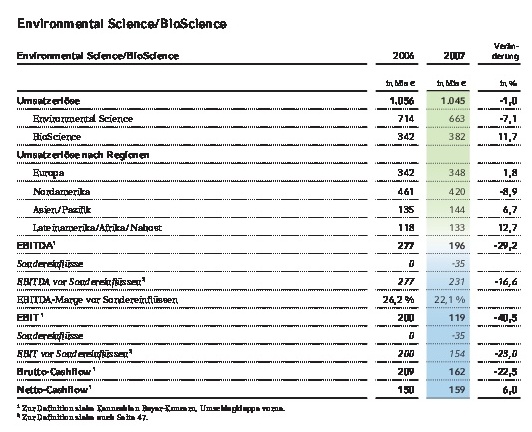 Environmental Science/BioScience
Environmental Science/BioScience 2006 2007 Verän-
derung
in Mio € in Mio € in %
Umsatzerlöse 1.056 1.045 -1,0
Environmental Science 714 663 -7,1
BioScience 342 382 11,7
Umsatzerlöse nach Regionen
Europa 342 348 1,8
Nordamerika 461 420 -8,9
Asien/Pazifik 135 144 6,7
Lateinamerika/Afrika/Nahost 118 133 12,7
EBITDA¹ 277 196 -29,2
Sondereinflüsse 0 -35
EBITDA vor Sondereinflüssen² 277 231 -16,6
EBITDA-Marge vor Sondereinflüssen 26,2 % 22,1 %
EBIT¹ 200 119 -40,5
Sondereinflüsse 0 -35
EBIT vor Sondereinflüssen² 200 154 -23,0
Brutto-Cashflow¹ 209 162 -22,5
Netto-Cashflow¹ 150 159 6,0
¹ Zur Definition siehe Kennzahlen Bayer-Konzern, Umschlagklappe vorne.
² Zur Definition siehe auch Seite 47.